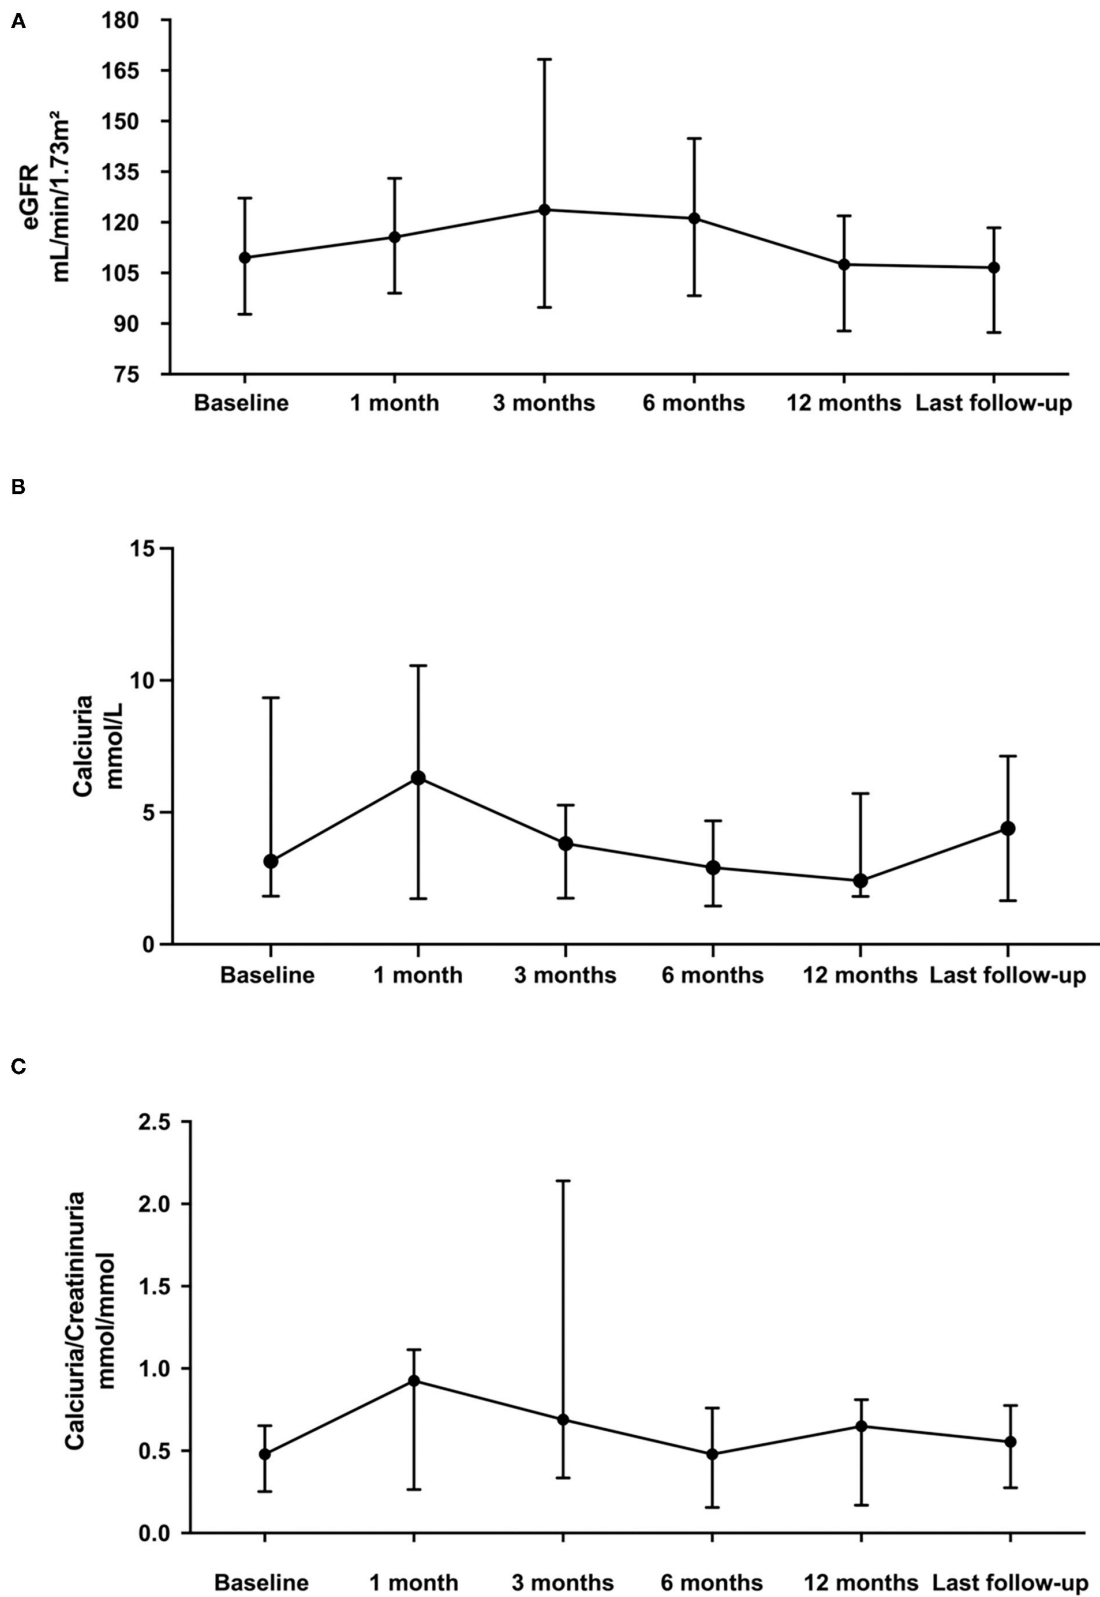 A
180
165
150
135
120
105
90
75
eGFR
mL/min/1.73m²
Baseline 1 month 3 months 6 months 12 months Last follow-up
B
15
10
5
0
Calciuria
mmol/L
Baseline 1 month 3 months 6 months 12 months Last follow-up
C
2.5
2.0
1.5
1.0
0.5
0.0
Calciuria/Creatininuria
mmol/mmol
Baseline 1 month 3 months 6 months 12 months Last follow-up